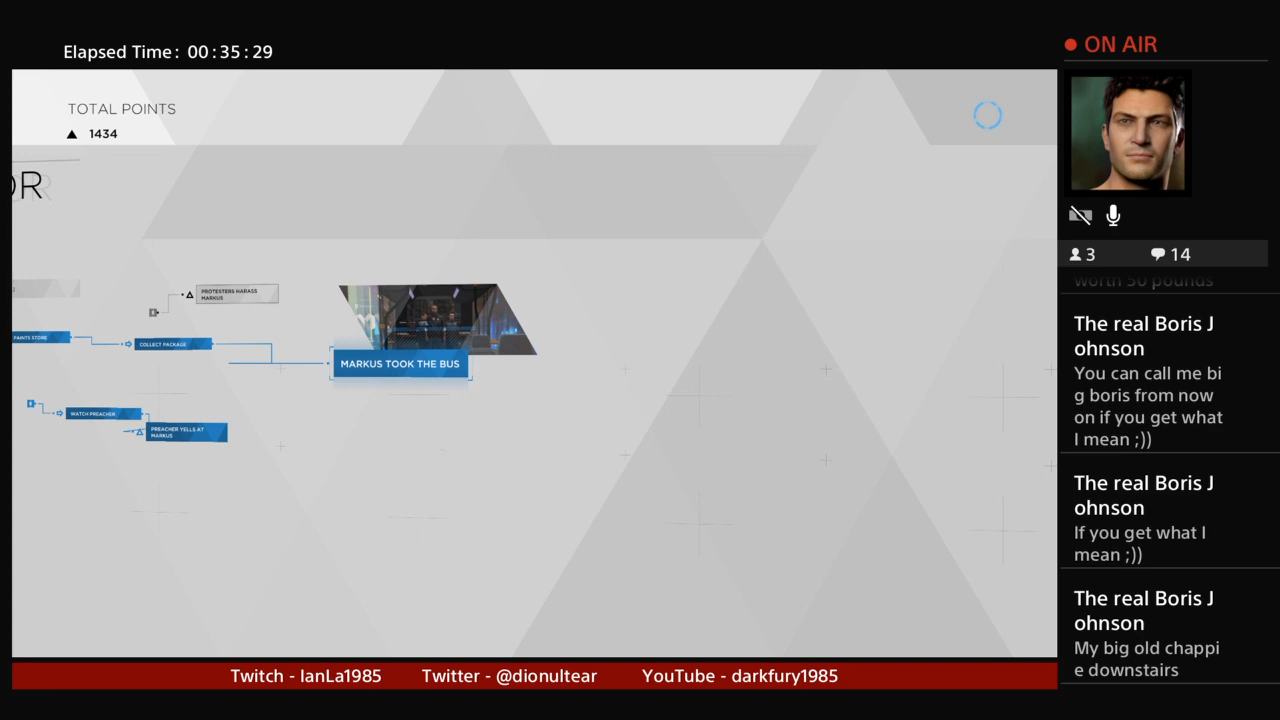 Elapsed Time: 00:35:29
ON AIR
TOTAL POINTS
1434
OR
PROTESTERS HARASS
MARKUS
PAINTS STORE
COLLECT PACKAGE
MARKUS TOOK THE BUS
WATCH PREACHER
PREACHER YELLS AT
MARKUS
3
14
worth 50 pounds
The real Boris J
ohnson
You can call me bi
g boris from now
on if you get what
I mean ;))
The real Boris J
ohnson
If you get what I
mean ;))
The real Boris J
ohnson
My big old chappi
e downstairs
Twitch - IanLa1985 Twitter - @dionultear YouTube - darkfury1985